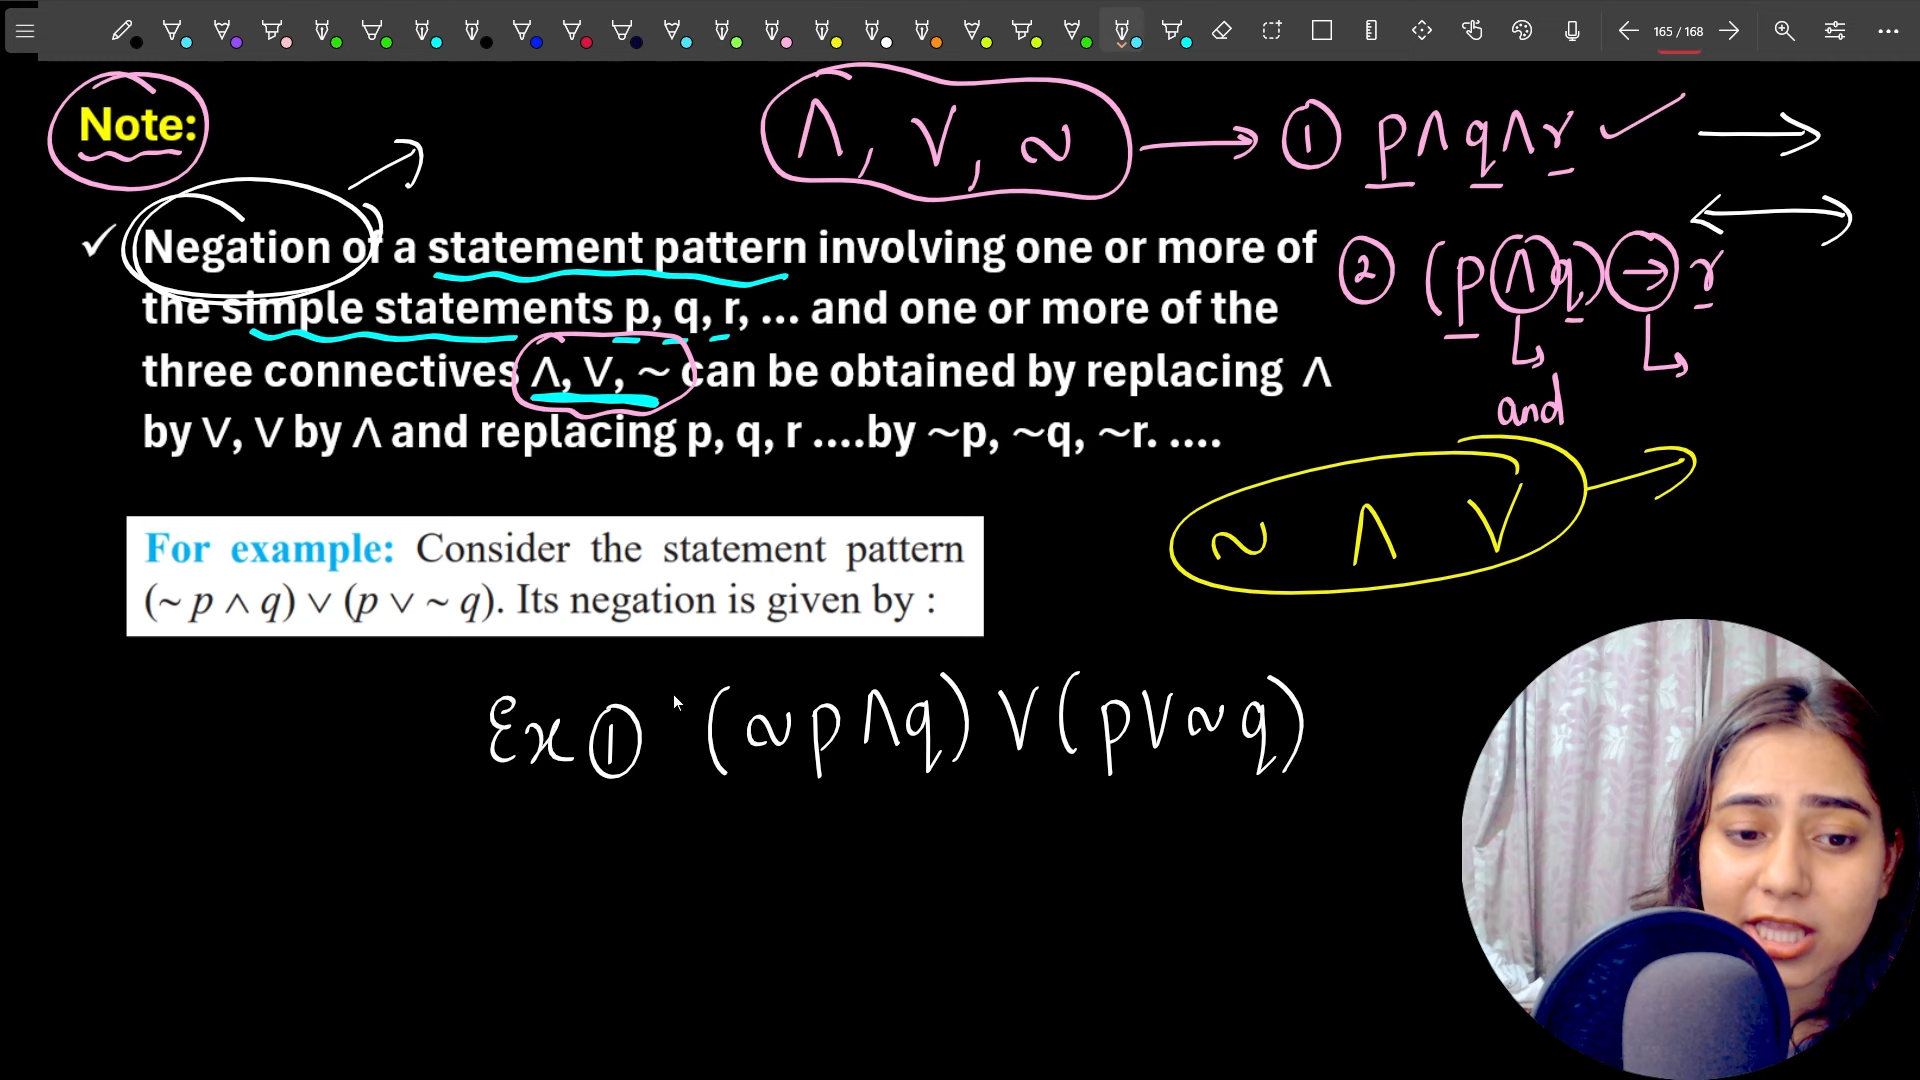 165 / 168
Note:
∧, ∨, ~ → ① p∧q∧r ✓ →
↔
✓ Negation of a statement pattern involving one or more of
the simple statements p, q, r, ... and one or more of the
three connectives ∧, ∨, ~ can be obtained by replacing ∧
by ∨, ∨ by ∧ and replacing p, q, r ....by ~p, ~q, ~r. ....
② (p∧q)→r
and
~ ∧ ∨
For example: Consider the statement pattern
(~ p ∧ q) ∨ (p ∨ ~ q). Its negation is given by :
Ex ① (~p∧q) ∨ (p∨~q)